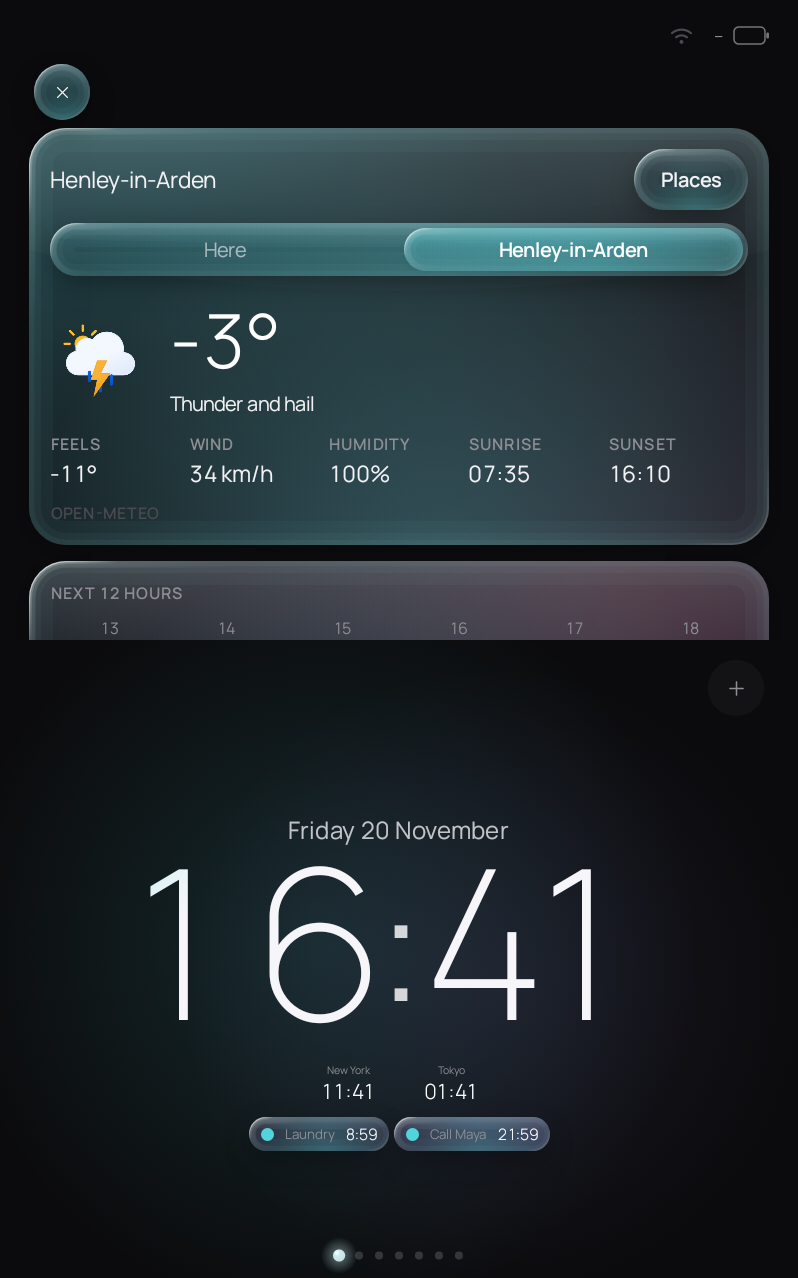 –
Henley-in-Arden
Places
Here
Henley-in-Arden
-3°
Thunder and hail
FEELS WIND HUMIDITY SUNRISE SUNSET
-11° 34 km/h 100% 07:35 16:10
OPEN-METEO
NEXT 12 HOURS
13 14 15 16 17 18
Friday 20 November
16:41
New York Tokyo
11:41 01:41
Laundry 8:59 Call Maya 21:59